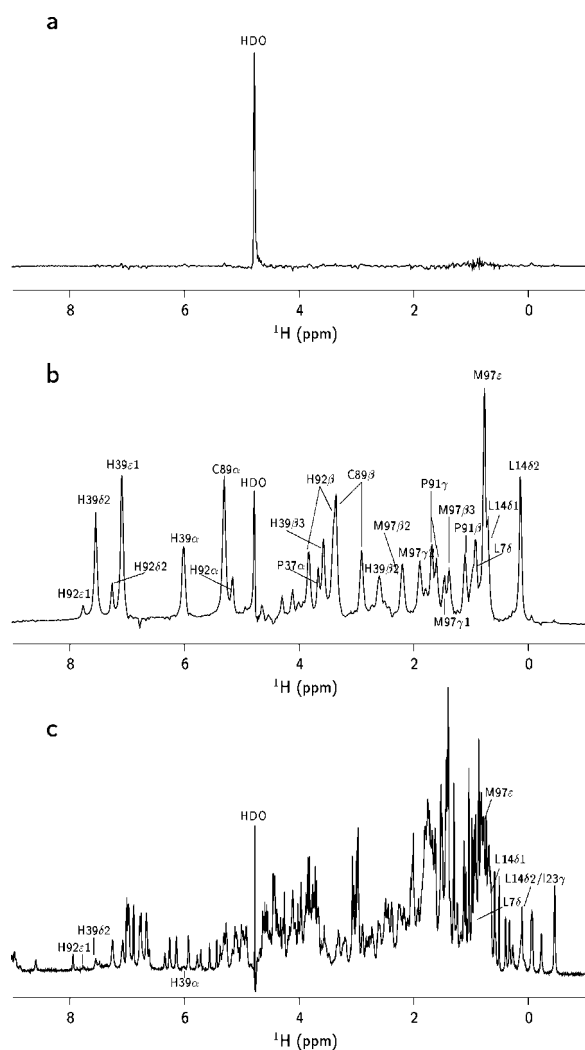 a
HDO
8 6 4 2 0
¹H (ppm)
b
M97ε
H39ε1
C89α
HDO
H92β
C89β
P91γ
L14δ2
H39δ2
M97β3
L14δ1
H39α
H39β3
M97β2
P91β
H92δ2
H92α
P37α
H39β2
M97γ2
L7δ
H92ε1
M97γ1
8 6 4 2 0
¹H (ppm)
c
HDO
M97ε
L14δ1
L14δ2/I23γ
H39δ2
L7δ
H92ε1
H39α
8 6 4 2 0
¹H (ppm)